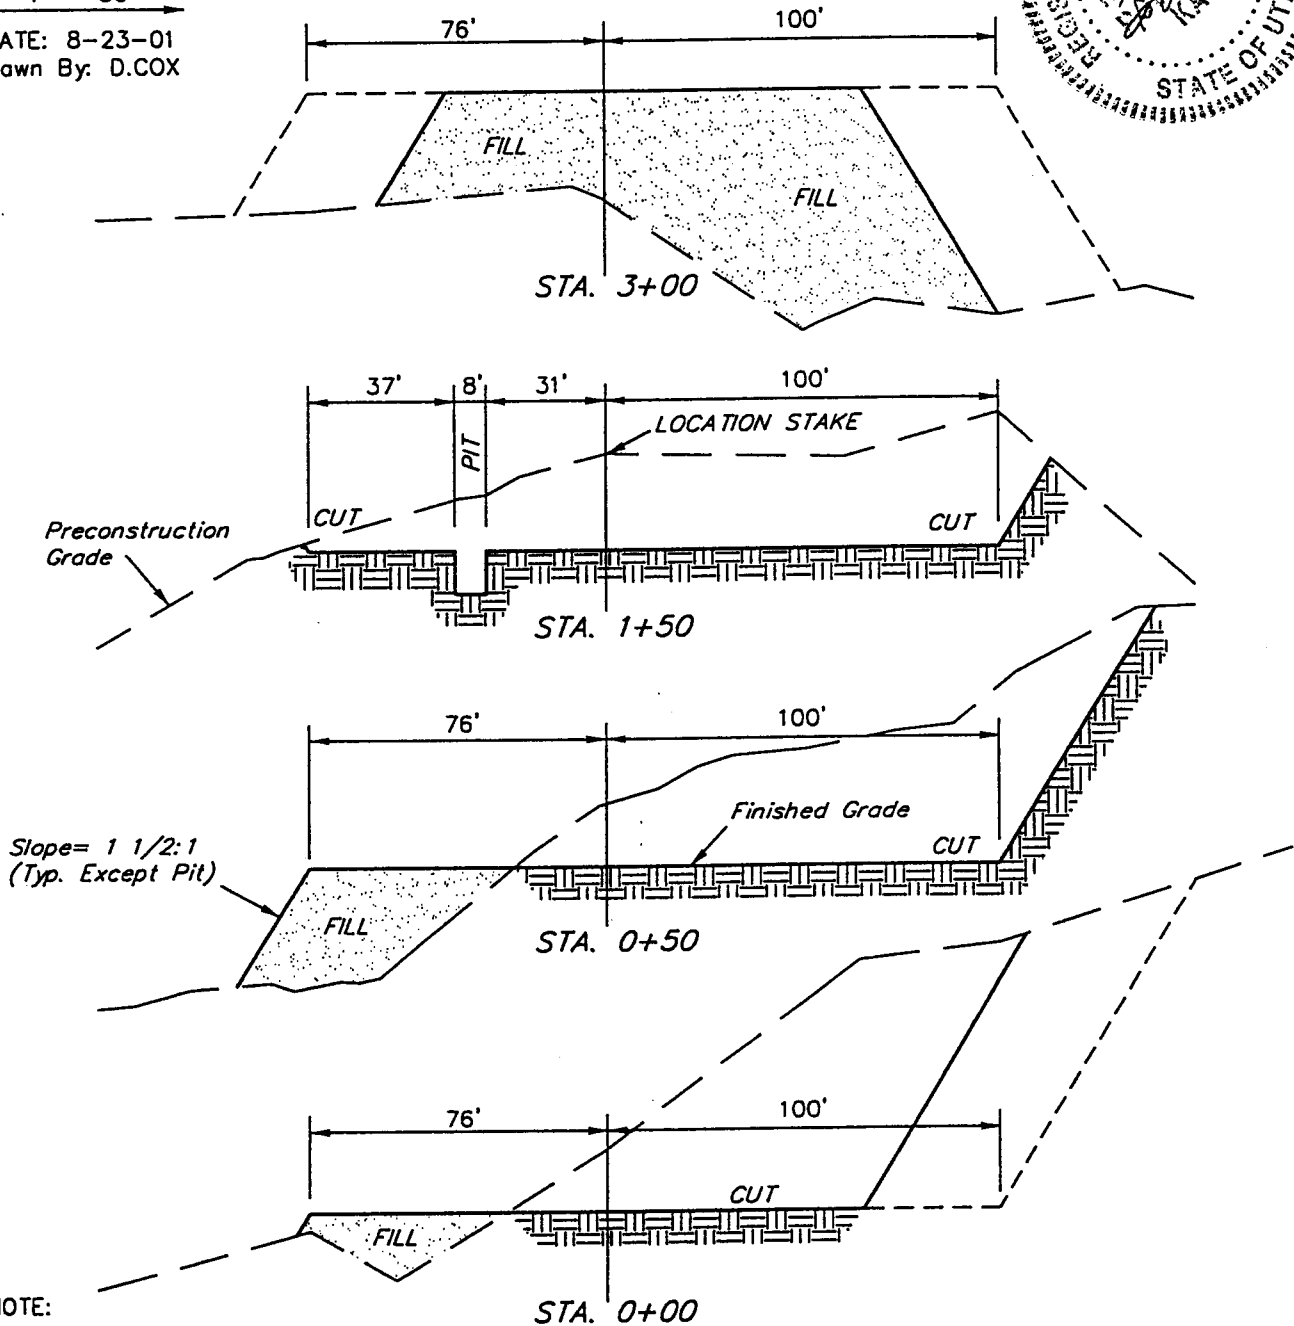 ATE: 8-23-01
awn By: D.COX
STATE OF UT
76' 100'
FILL
FILL
STA. 3+00
37' 8' 31' 100'
PIT
LOCATION STAKE
Preconstruction
Grade
CUT
CUT
STA. 1+50
76' 100'
Slope= 1 1/2:1
(Typ. Except Pit)
Finished Grade
CUT
FILL
STA. 0+50
76' 100'
CUT
FILL
STA. 0+00
OTE: